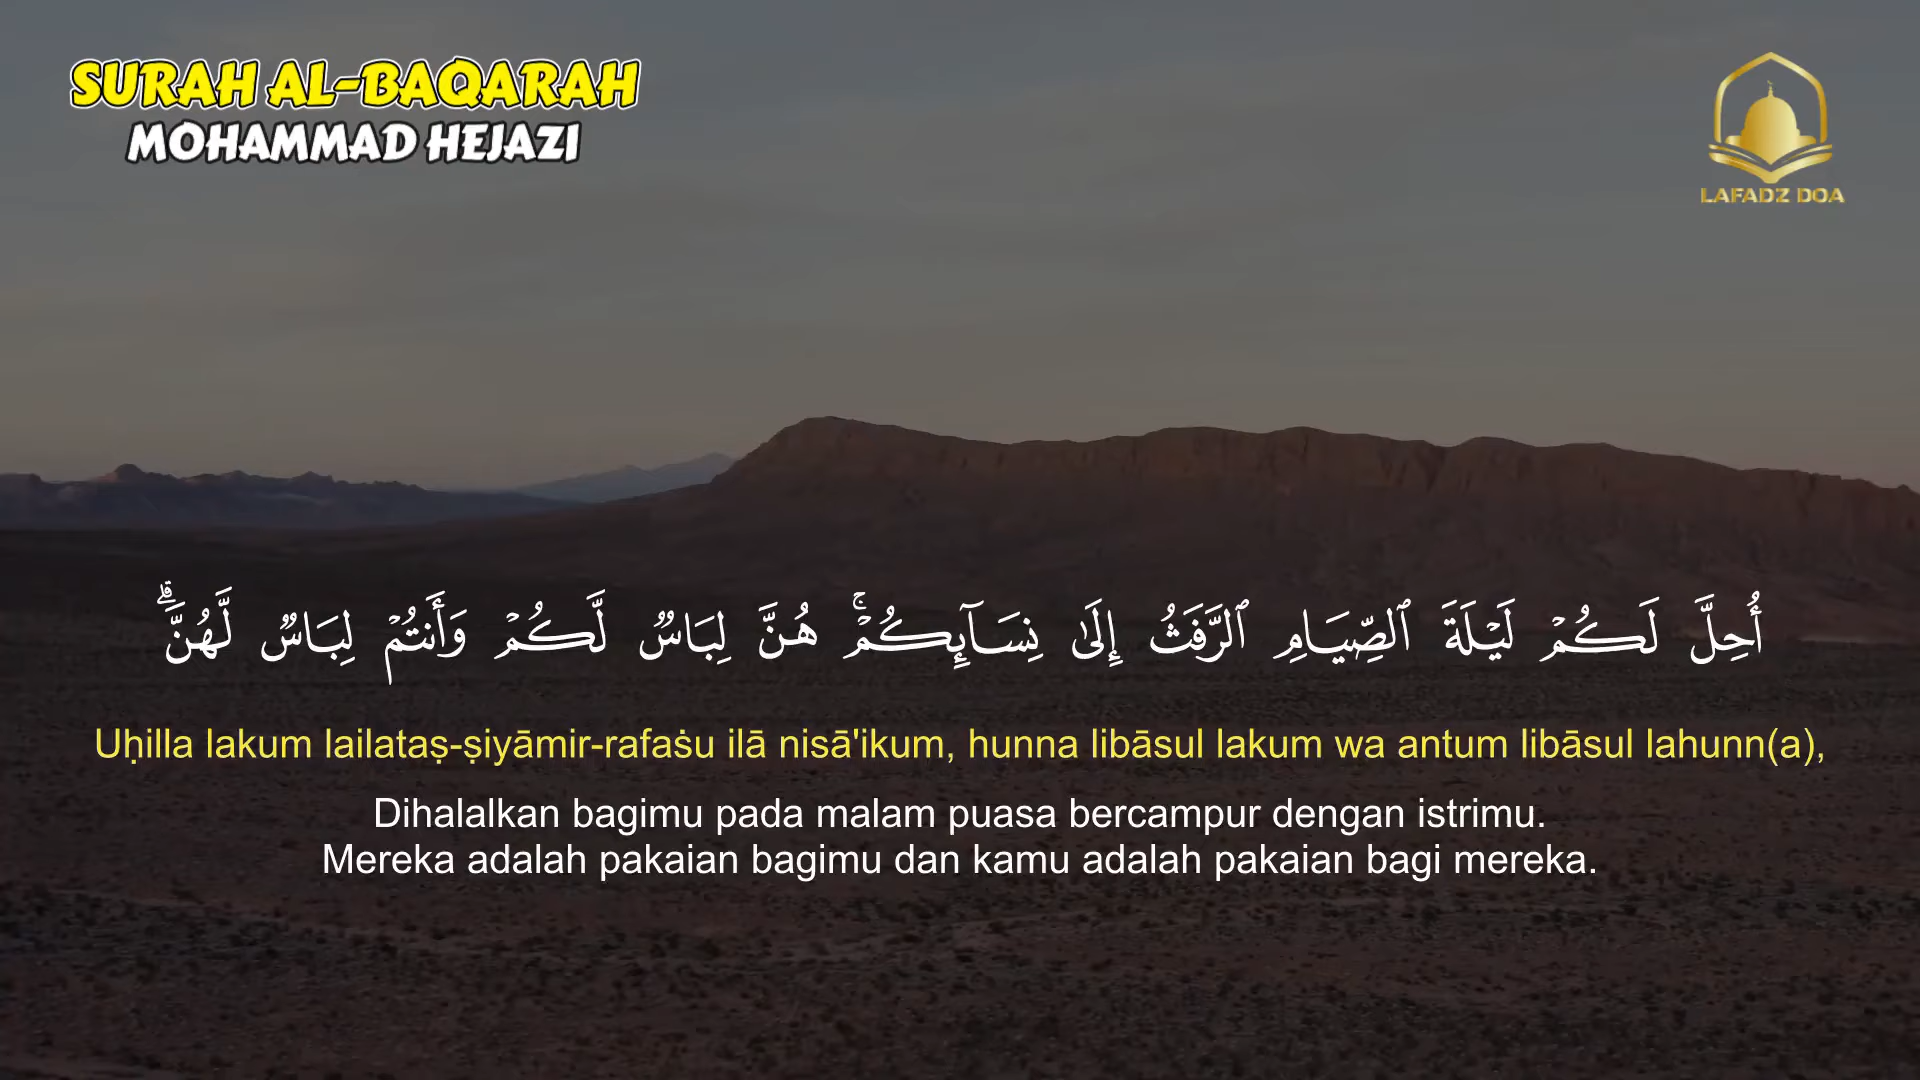 SURAH AL-BAQARAH
MOHAMMAD HEJAZI
LAFADZ DOA
أُحِلَّ لَكُمْ لَيْلَةَ ٱلصِّيَامِ ٱلرَّفَثُ إِلَىٰ نِسَآئِكُمْۚ هُنَّ لِبَاسٌ لَّكُمْ وَأَنتُمْ لِبَاسٌ لَّهُنَّۗ
Uḥilla lakum lailataṣ-ṣiyāmir-rafaṡu ilā nisā'ikum, hunna libāsul lakum wa antum libāsul lahunn(a),
Dihalalkan bagimu pada malam puasa bercampur dengan istrimu.
Mereka adalah pakaian bagimu dan kamu adalah pakaian bagi mereka.